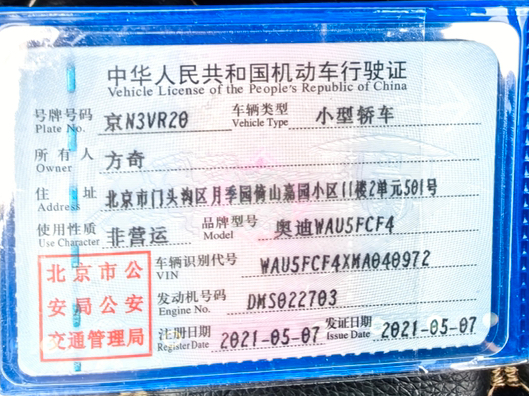 中华人民共和国机动车行驶证
Vehicle License of the People's Republic of China
号牌号码 京N3VR20 车辆类型 小型轿车
Plate No. Vehicle Type
所有人 方奇
Owner
住址 北京市门头沟区月季园倚山嘉园小区11楼2单元501号
Address
使用性质 非营运 品牌型号 奥迪WAU5FCF4
Use Character Model
北京市公安局公安交通管理局
车辆识别代号 WAU5FCF4XMA040972
VIN
发动机号码 DMS022703
Engine No.
注册日期 2021-05-07 发证日期 2021-05-07
Register Date Issue Date